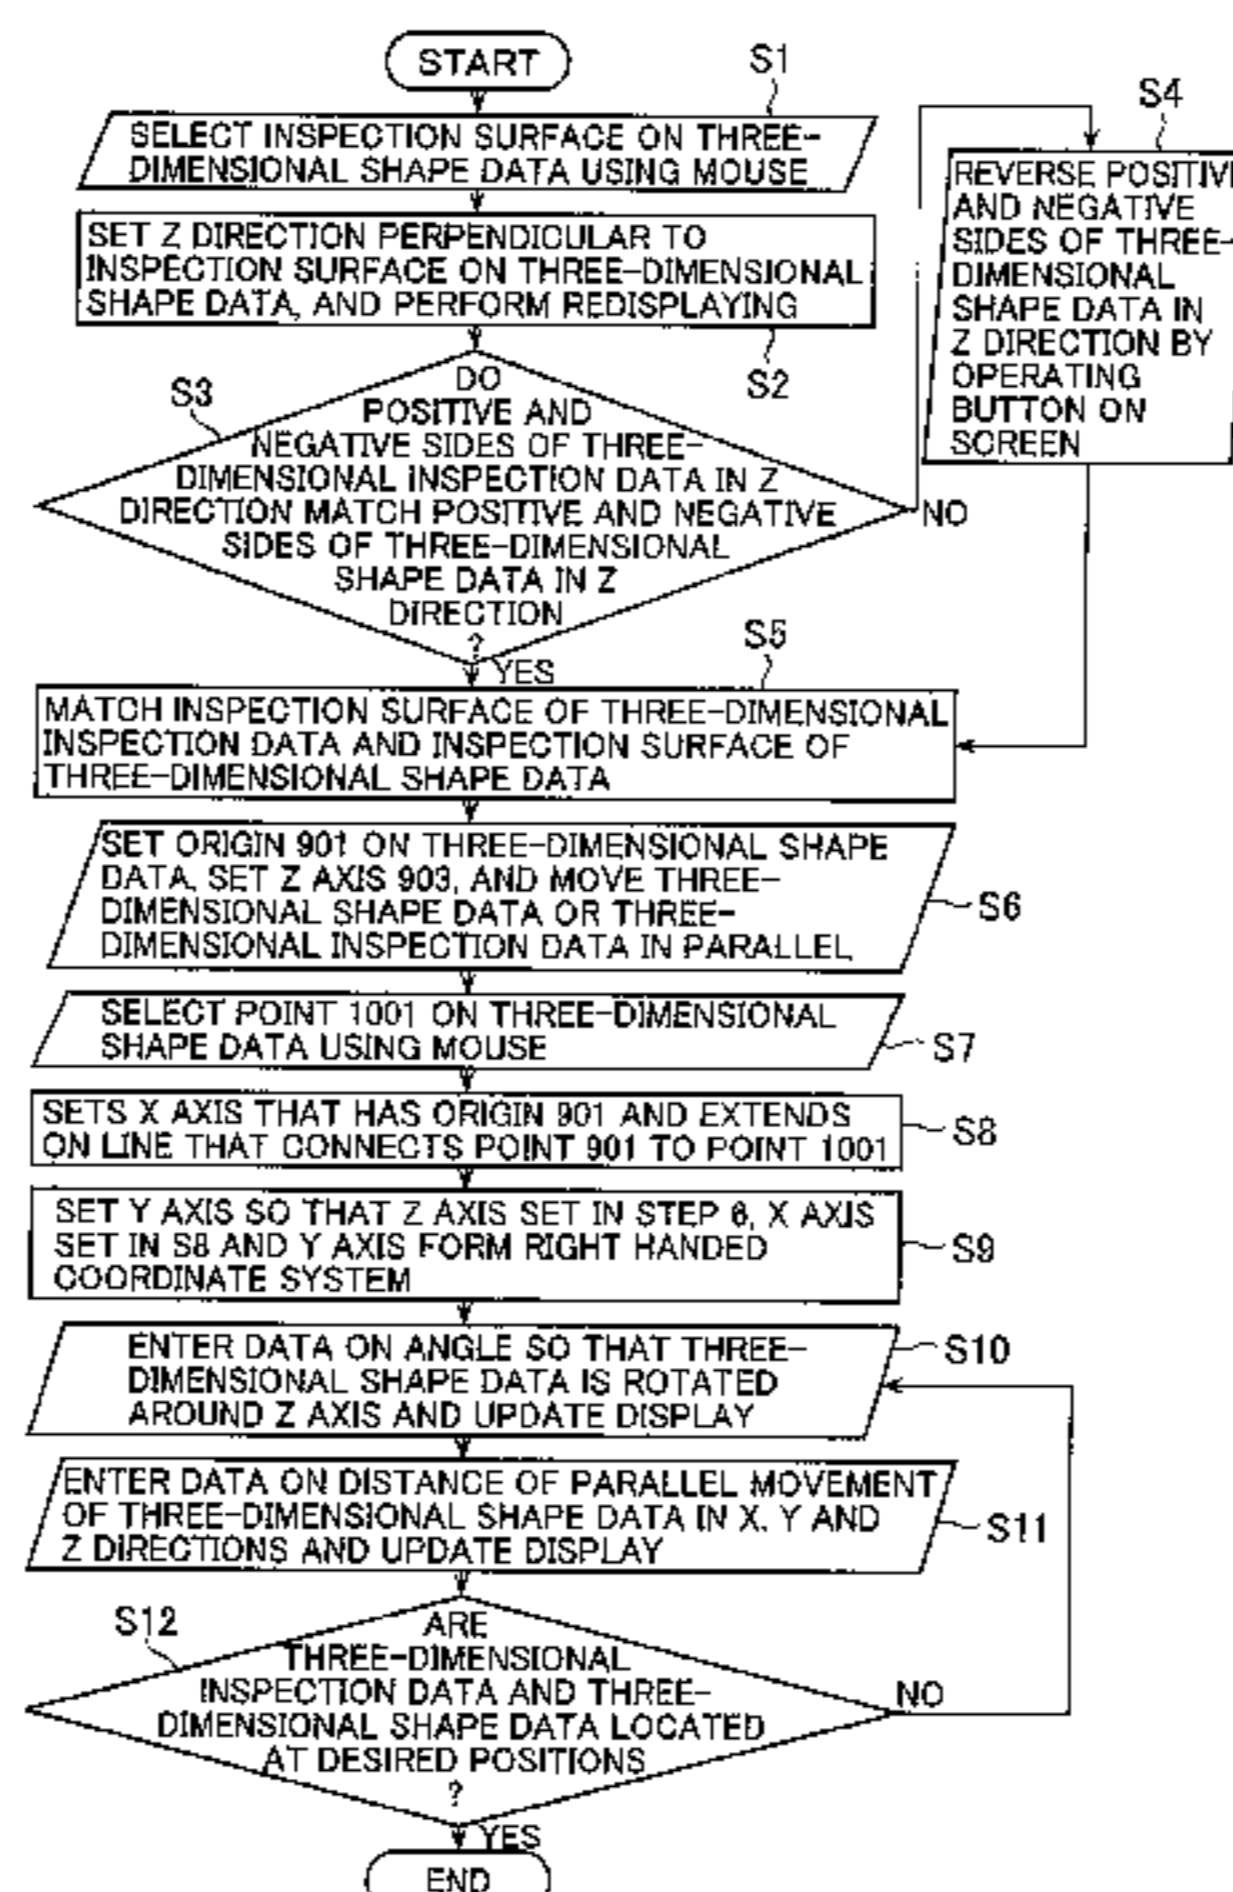 START
S1
SELECT INSPECTION SURFACE ON THREE-
DIMENSIONAL SHAPE DATA USING MOUSE
SET Z DIRECTION PERPENDICULAR TO
INSPECTION SURFACE ON THREE-DIMENSIONAL
SHAPE DATA, AND PERFORM REDISPLAYING
S2
S3
DO
POSITIVE AND
NEGATIVE SIDES OF THREE-
DIMENSIONAL INSPECTION DATA IN Z
DIRECTION MATCH POSITIVE AND NEGATIVE
SIDES OF THREE-DIMENSIONAL
SHAPE DATA IN Z
DIRECTION
?
NO
YES
S4
REVERSE POSITIVE
AND NEGATIVE
SIDES OF THREE-
DIMENSIONAL
SHAPE DATA IN
Z DIRECTION BY
OPERATING
BUTTON ON
SCREEN
S5
MATCH INSPECTION SURFACE OF THREE-DIMENSIONAL
INSPECTION DATA AND INSPECTION SURFACE OF
THREE-DIMENSIONAL SHAPE DATA
SET ORIGIN 901 ON THREE-DIMENSIONAL SHAPE
DATA, SET Z AXIS 903, AND MOVE THREE-
DIMENSIONAL SHAPE DATA OR THREE-
DIMENSIONAL INSPECTION DATA IN PARALLEL
S6
SELECT POINT 1001 ON THREE-DIMENSIONAL
SHAPE DATA USING MOUSE
S7
SETS X AXIS THAT HAS ORIGIN 901 AND EXTENDS
ON LINE THAT CONNECTS POINT 901 TO POINT 1001
S8
SET Y AXIS SO THAT Z AXIS SET IN STEP 6, X AXIS
SET IN S8 AND Y AXIS FORM RIGHT HANDED
COORDINATE SYSTEM
S9
ENTER DATA ON ANGLE SO THAT THREE-
DIMENSIONAL SHAPE DATA IS ROTATED
AROUND Z AXIS AND UPDATE DISPLAY
S10
ENTER DATA ON DISTANCE OF PARALLEL MOVEMENT
OF THREE-DIMENSIONAL SHAPE DATA IN X, Y AND
Z DIRECTIONS AND UPDATE DISPLAY
S11
S12
ARE
THREE-DIMENSIONAL
INSPECTION DATA AND THREE-
DIMENSIONAL SHAPE DATA LOCATED
AT DESIRED POSITIONS
?
NO
YES
END